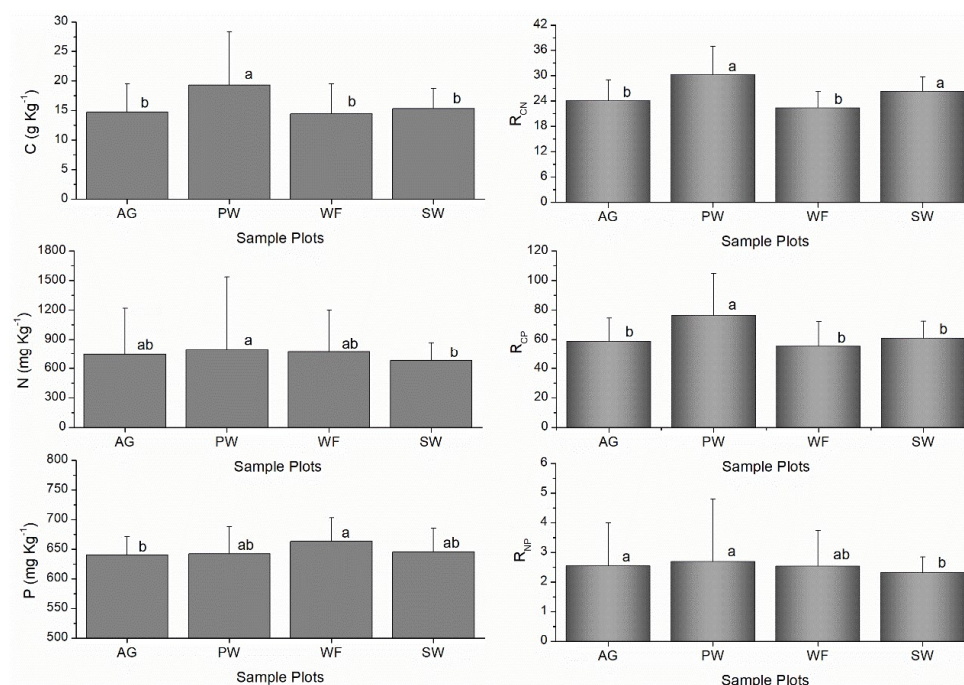 C (g Kg-1)
30
25
20
15
10
5
0
b
a
b
b
AG PW WF SW
Sample Plots
RCN
42
36
30
24
18
12
6
0
b
a
b
a
AG PW WF SW
Sample Plots
N (mg Kg-1)
1800
1500
1200
900
600
300
0
ab
a
ab
b
AG PW WF SW
Sample Plots
RCP
120
100
80
60
40
20
0
b
a
b
b
AG PW WF SW
Sample Plots
P (mg Kg-1)
800
700
650
600
550
500
b
ab
a
ab
AG PW WF SW
Sample Plots
RNP
6
5
4
3
2
1
0
a
a
ab
b
AG PW WF SW
Sample Plots